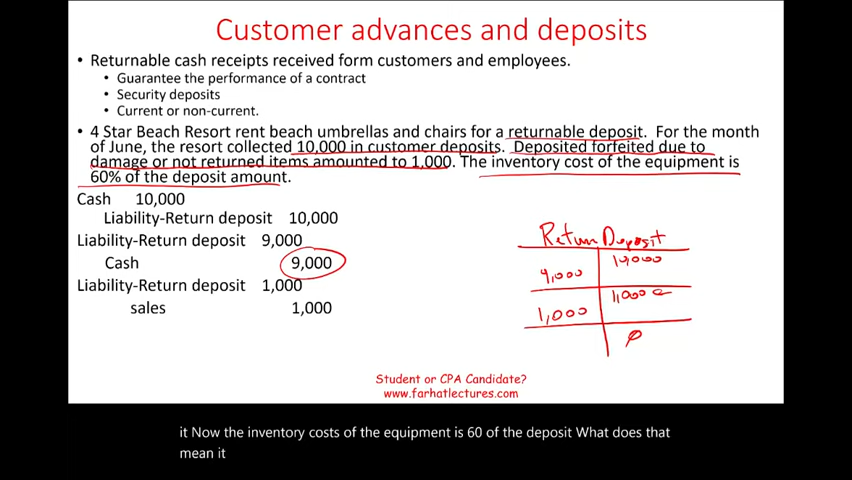 Customer advances and deposits
• Returnable cash receipts received form customers and employees.
• Guarantee the performance of a contract
• Security deposits
• Current or non-current.
• 4 Star Beach Resort rent beach umbrellas and chairs for a returnable deposit. For the month
of June, the resort collected 10,000 in customer deposits. Deposited forfeited due to
damage or not returned items amounted to 1,000. The inventory cost of the equipment is
60% of the deposit amount.
Cash 10,000
Liability-Return deposit 10,000
Liability-Return deposit 9,000
Cash 9,000
Liability-Return deposit 1,000
sales 1,000
Return Deposit
10,000
9,000
1,000
1,000
Student or CPA Candidate?
www.farhatlectures.com
it Now the inventory costs of the equipment is 60 of the deposit What does that
mean it